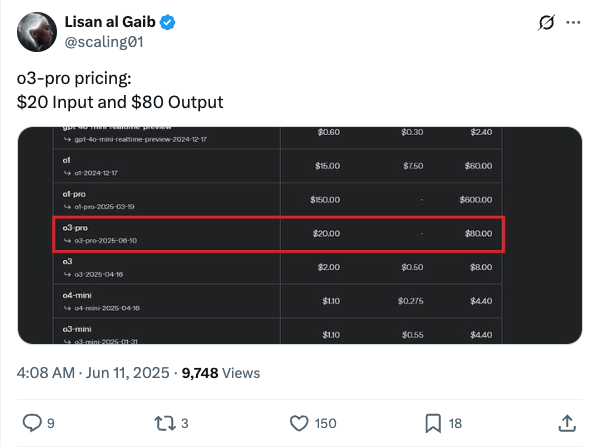 Lisan al Gaib
@scaling01
o3-pro pricing:
$20 Input and $80 Output
gpt-4o-mini-realtime-preview $0.60 $0.30 $2.40
↳ gpt-4o-mini-realtime-preview-2024-12-17
o1 $15.00 $7.50 $60.00
↳ o1-2024-12-17
o1-pro $150.00 - $600.00
↳ o1-pro-2025-03-19
o3-pro $20.00 - $80.00
↳ o3-pro-2025-06-10
o3 $2.00 $0.50 $8.00
↳ o3-2025-04-16
o4-mini $1.10 $0.275 $4.40
↳ o4-mini-2025-04-16
o3-mini $1.10 $0.55 $4.40
↳ o3-mini-2025-01-31
4:08 AM · Jun 11, 2025 · 9,748 Views
9 3 150 18